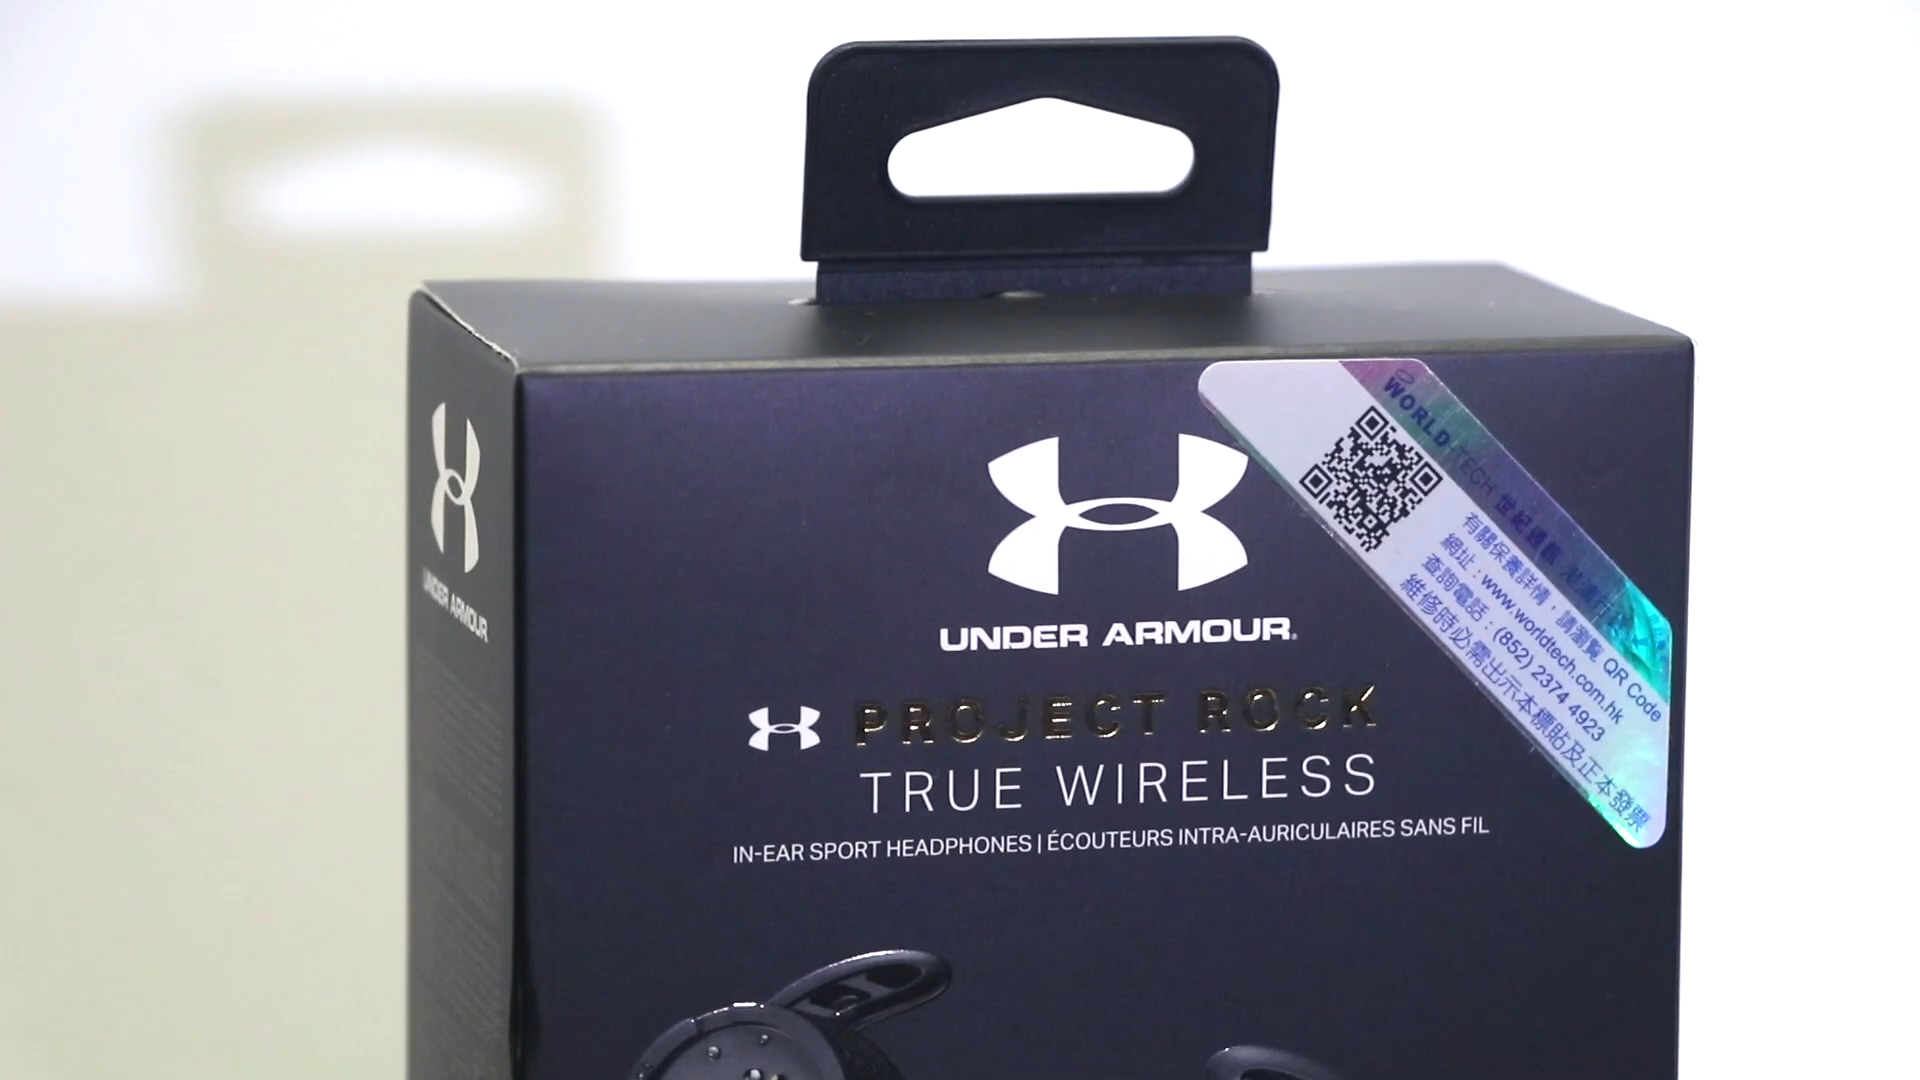 UNDER ARMOUR
UNDER ARMOUR
PROJECT ROCK
TRUE WIRELESS
IN-EAR SPORT HEADPHONES | ÉCOUTEURS INTRA-AURICULAIRES SANS FIL
WORLD TECH 世紀通
有關保養詳情，請瀏覽 QR Code
網址：www.worldtech.com.hk
查詢電話：(852) 2374 4923
維修時必需出示本標貼及正本發票